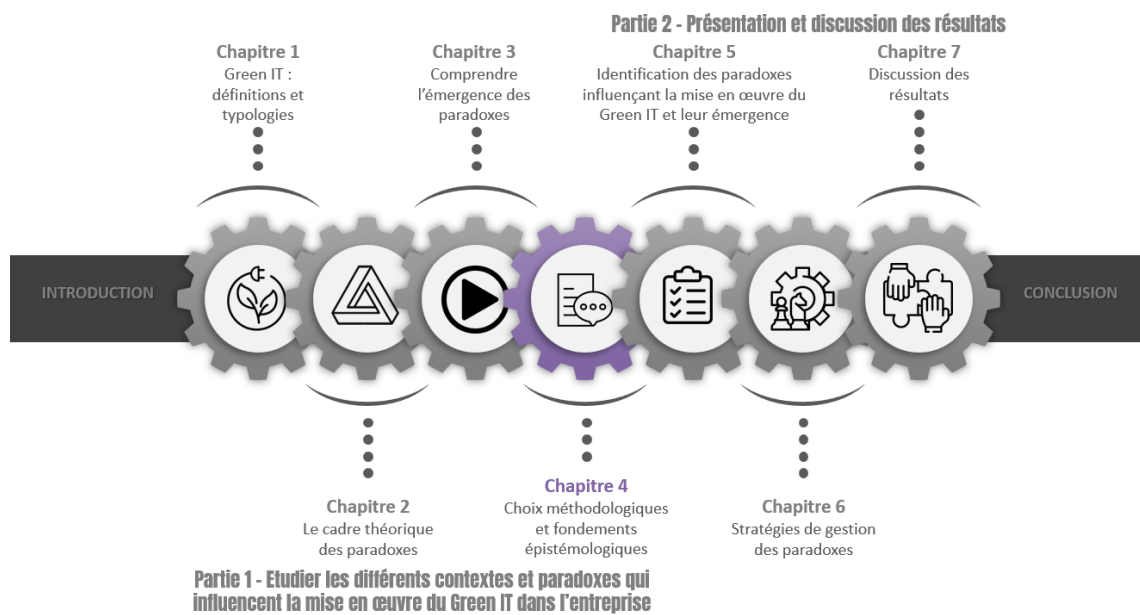 Partie 2 - Présentation et discussion des résultats
Chapitre 1
Green IT :
définitions et
typologies
Chapitre 3
Comprendre
l'émergence des
paradoxes
Chapitre 5
Identification des paradoxes
influençant la mise en œuvre du
Green IT et leur émergence
Chapitre 7
Discussion des
résultats
INTRODUCTION
CONCLUSION
Chapitre 2
Le cadre théorique
des paradoxes
Chapitre 4
Choix méthodologiques
et fondements
épistémologiques
Chapitre 6
Stratégies de gestion
des paradoxes
Partie 1 - Etudier les différents contextes et paradoxes qui
influencent la mise en œuvre du Green IT dans l'entreprise